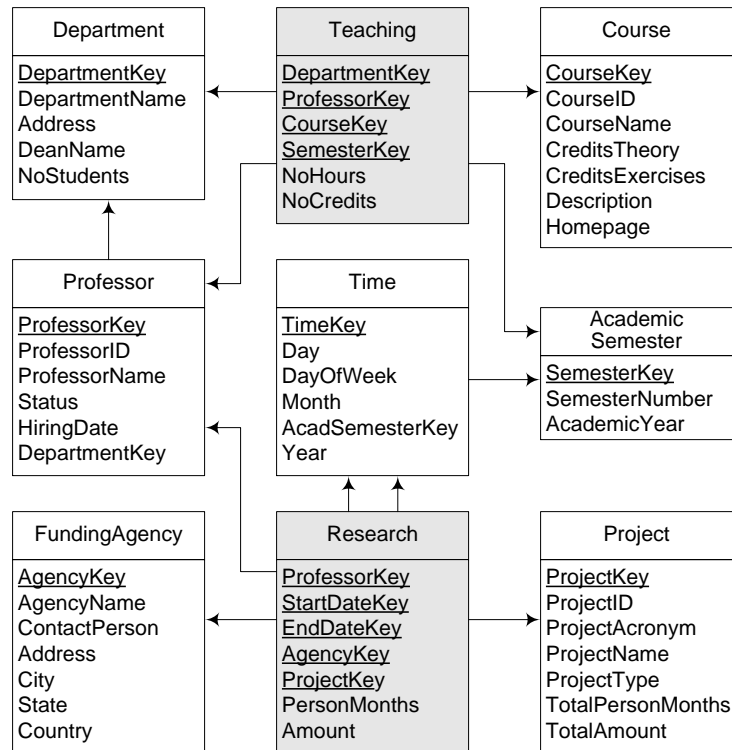 Department
DepartmentKey
DepartmentName
Address
DeanName
NoStudents
Teaching
DepartmentKey
ProfessorKey
CourseKey
SemesterKey
NoHours
NoCredits
Course
CourseKey
CourseID
CourseName
CreditsTheory
CreditsExercises
Description
Homepage
Professor
ProfessorKey
ProfessorID
ProfessorName
Status
HiringDate
DepartmentKey
Time
TimeKey
Day
DayOfWeek
Month
AcadSemesterKey
Year
Academic
Semester
SemesterKey
SemesterNumber
AcademicYear
FundingAgency
AgencyKey
AgencyName
ContactPerson
Address
City
State
Country
Research
ProfessorKey
StartDateKey
EndDateKey
AgencyKey
ProjectKey
PersonMonths
Amount
Project
ProjectKey
ProjectID
ProjectAcronym
ProjectName
ProjectType
TotalPersonMonths
TotalAmount